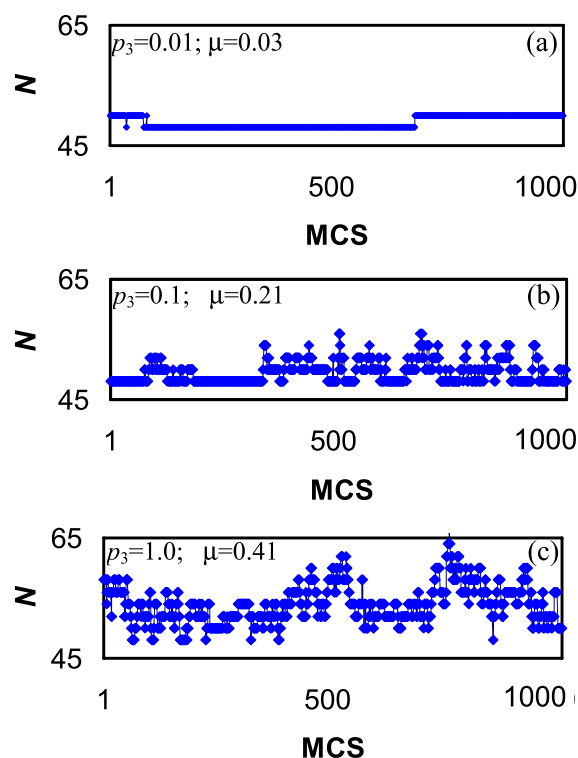 65
p₃=0.01; μ=0.03 (a)
N
45
1 500 1000
MCS
65
p₃=0.1; μ=0.21 (b)
N
45
1 500 1000
MCS
65
p₃=1.0; μ=0.41 (c)
N
45
1 500 1000
MCS